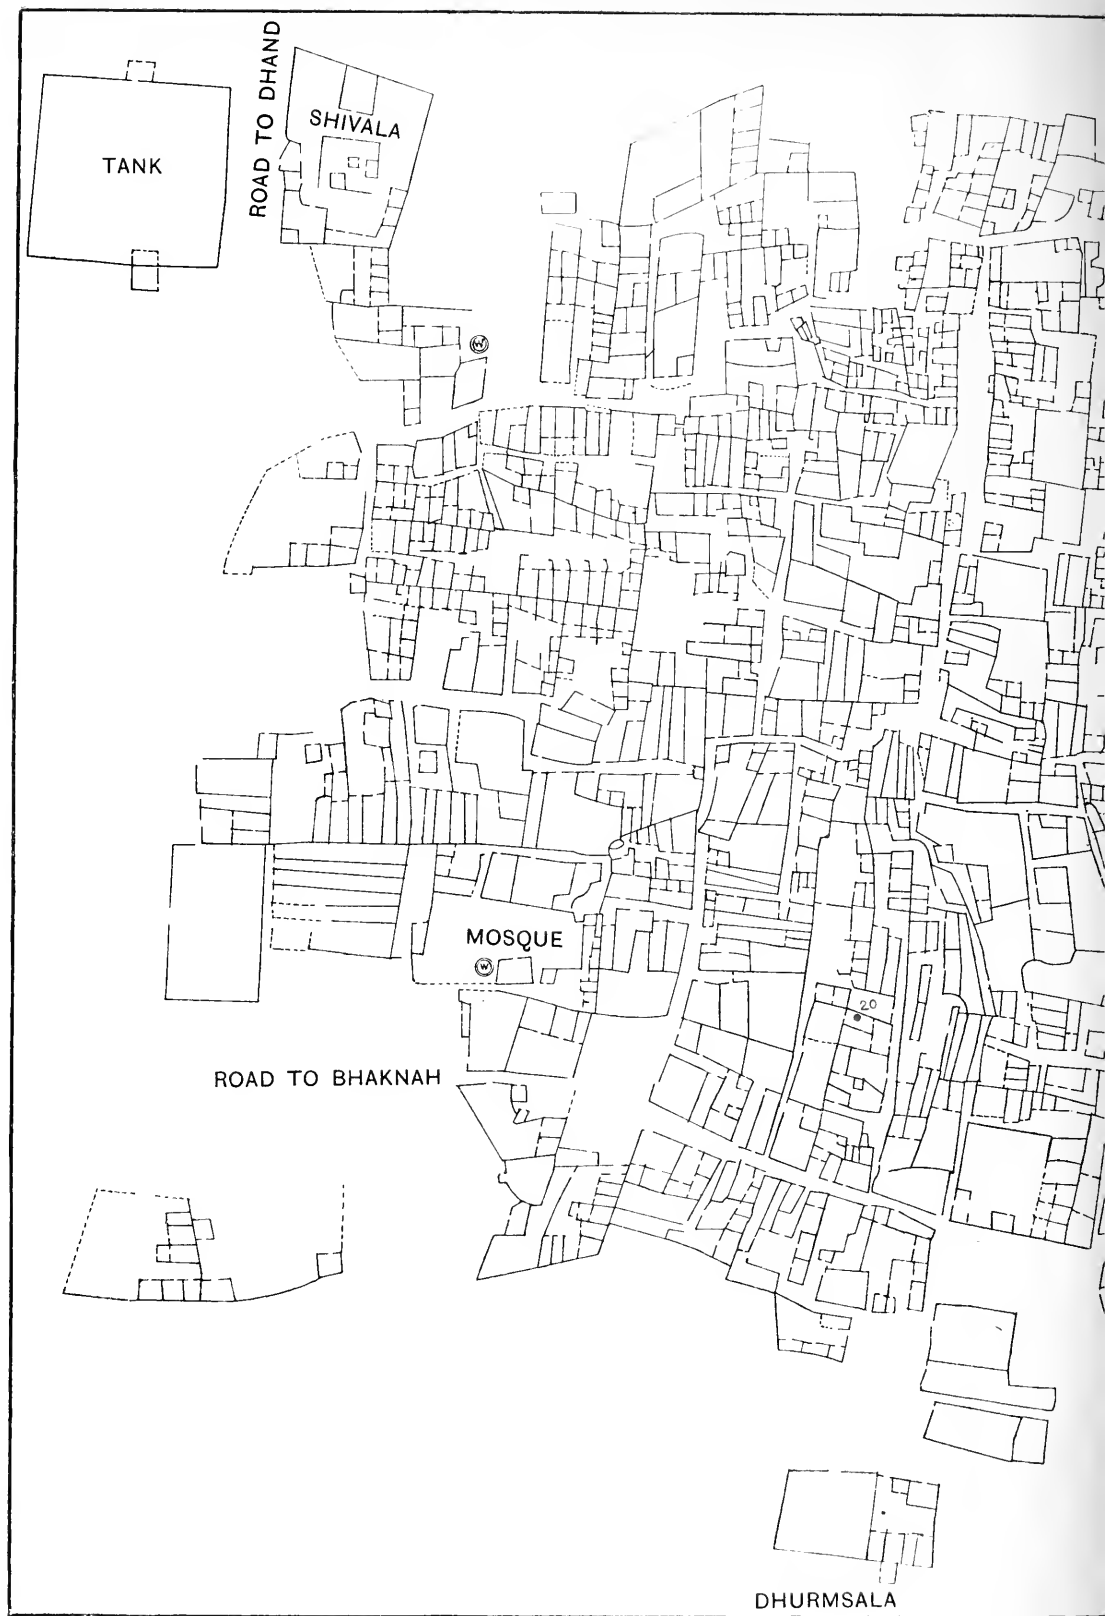 ROAD TO DHAND
SHIVALA
TANK
W
MOSQUE
W
20
ROAD TO BHAKNAH
DHURMSALA